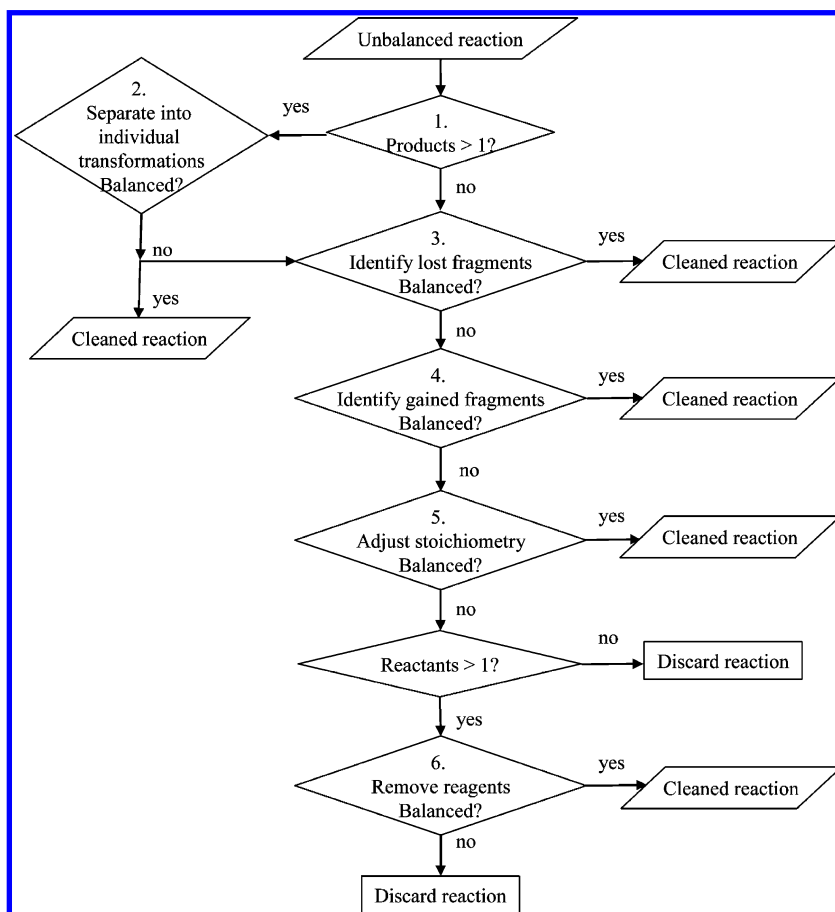 Unbalanced reaction
2.
Separate into
individual
transformations
Balanced?
yes
1.
Products > 1?
no
no
yes
Cleaned reaction
3.
Identify lost fragments
Balanced?
yes
Cleaned reaction
no
4.
Identify gained fragments
Balanced?
yes
Cleaned reaction
no
5.
Adjust stoichiometry
Balanced?
yes
Cleaned reaction
no
Reactants > 1?
no
Discard reaction
yes
6.
Remove reagents
Balanced?
yes
Cleaned reaction
no
Discard reaction